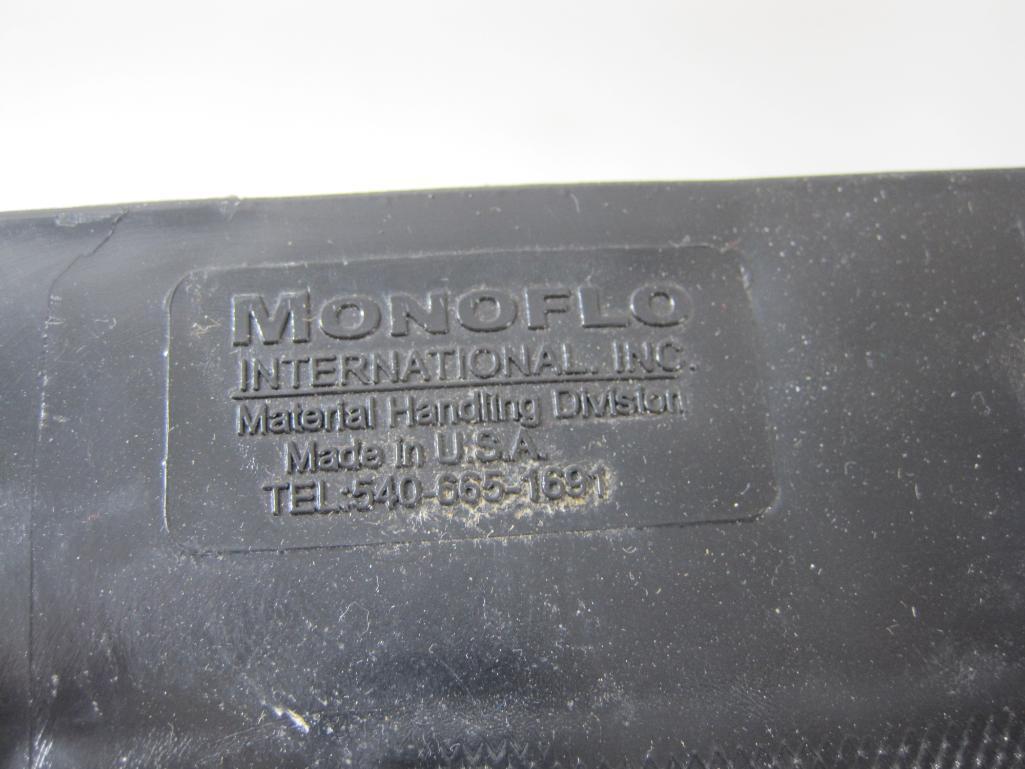 MONOFLO
INTERNATIONAL. INC.
Material Handling Division
Made in U.S.A.
TEL.:540-665-1691